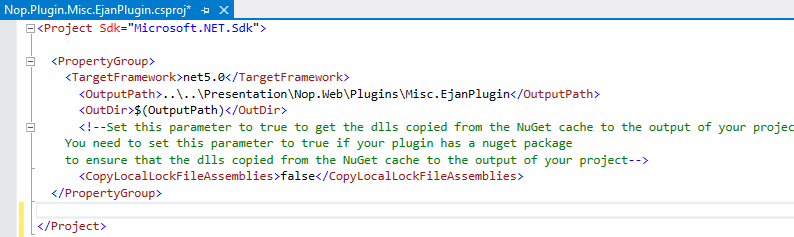 Nop.Plugin.Misc.EjanPlugin.csproj*
<Project Sdk="Microsoft.NET.Sdk">
<PropertyGroup>
<TargetFramework>net5.0</TargetFramework>
<OutputPath>..\..\Presentation\Nop.Web\Plugins\Misc.EjanPlugin</OutputPath>
<OutDir>$(OutputPath)</OutDir>
<!--Set this parameter to true to get the dlls copied from the NuGet cache to the output of your projec
You need to set this parameter to true if your plugin has a nuget package
to ensure that the dlls copied from the NuGet cache to the output of your project-->
<CopyLocalLockFileAssemblies>false</CopyLocalLockFileAssemblies>
</PropertyGroup>
</Project>